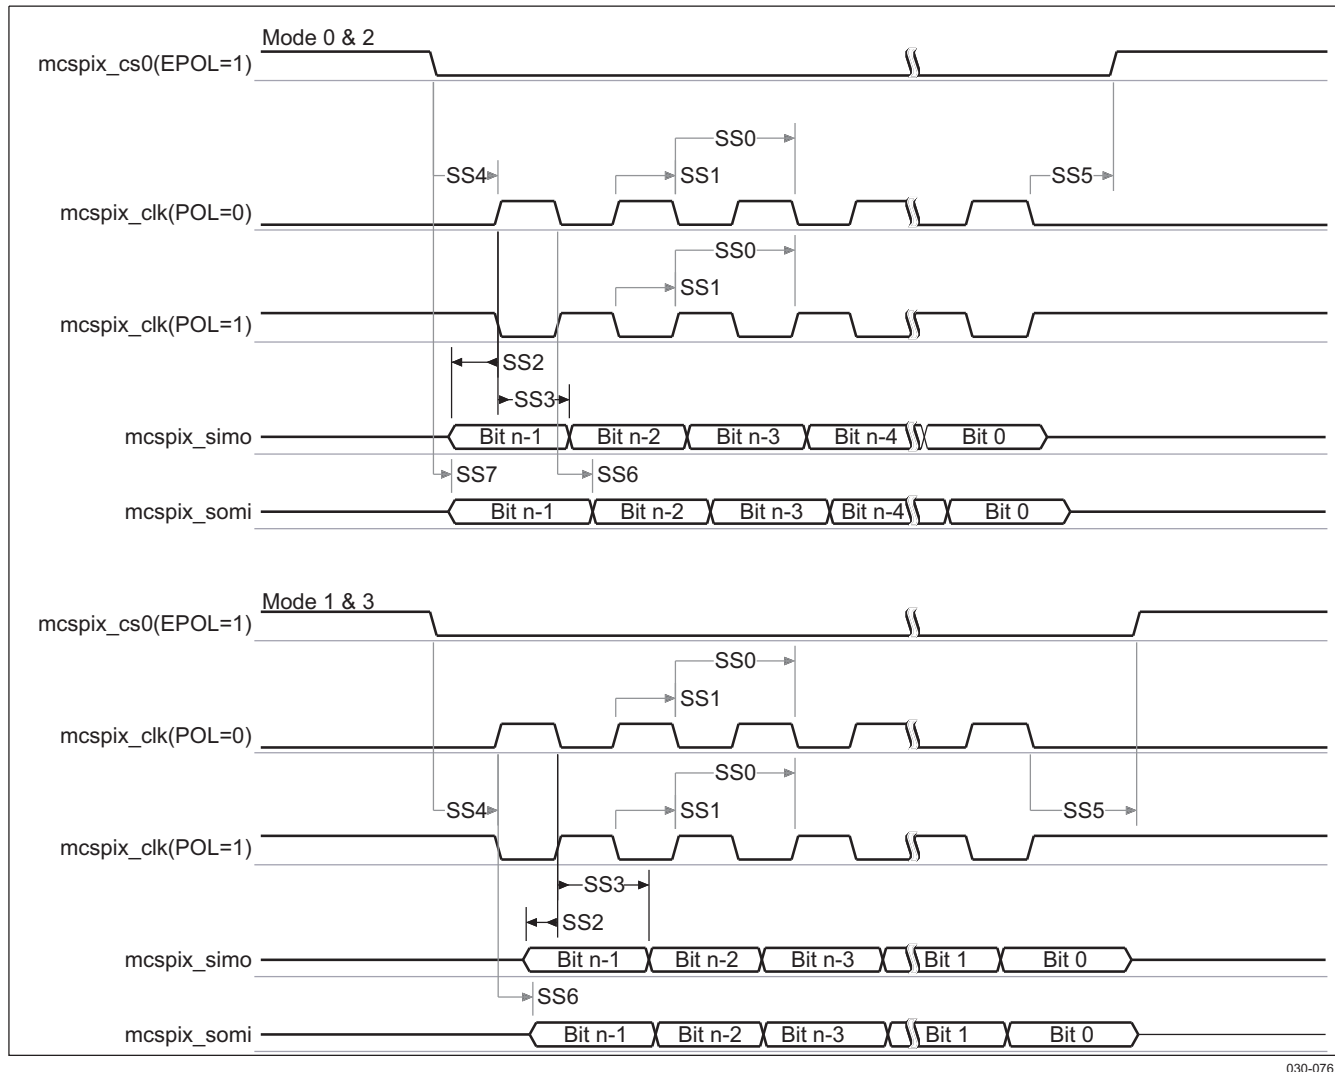 Mode 0 & 2
mcspix_cs0(EPOL=1)
SS0
SS4
SS1
SS5
mcspix_clk(POL=0)
SS0
SS1
mcspix_clk(POL=1)
SS2
SS3
mcspix_simo
Bit n-1 Bit n-2 Bit n-3 Bit n-4 Bit 0
SS7
SS6
mcspix_somi
Bit n-1 Bit n-2 Bit n-3 Bit n-4 Bit 0
Mode 1 & 3
mcspix_cs0(EPOL=1)
SS0
SS1
mcspix_clk(POL=0)
SS0
SS4
SS1
SS5
mcspix_clk(POL=1)
SS3
SS2
mcspix_simo
Bit n-1 Bit n-2 Bit n-3 Bit 1 Bit 0
SS6
mcspix_somi
Bit n-1 Bit n-2 Bit n-3 Bit 1 Bit 0
030-076